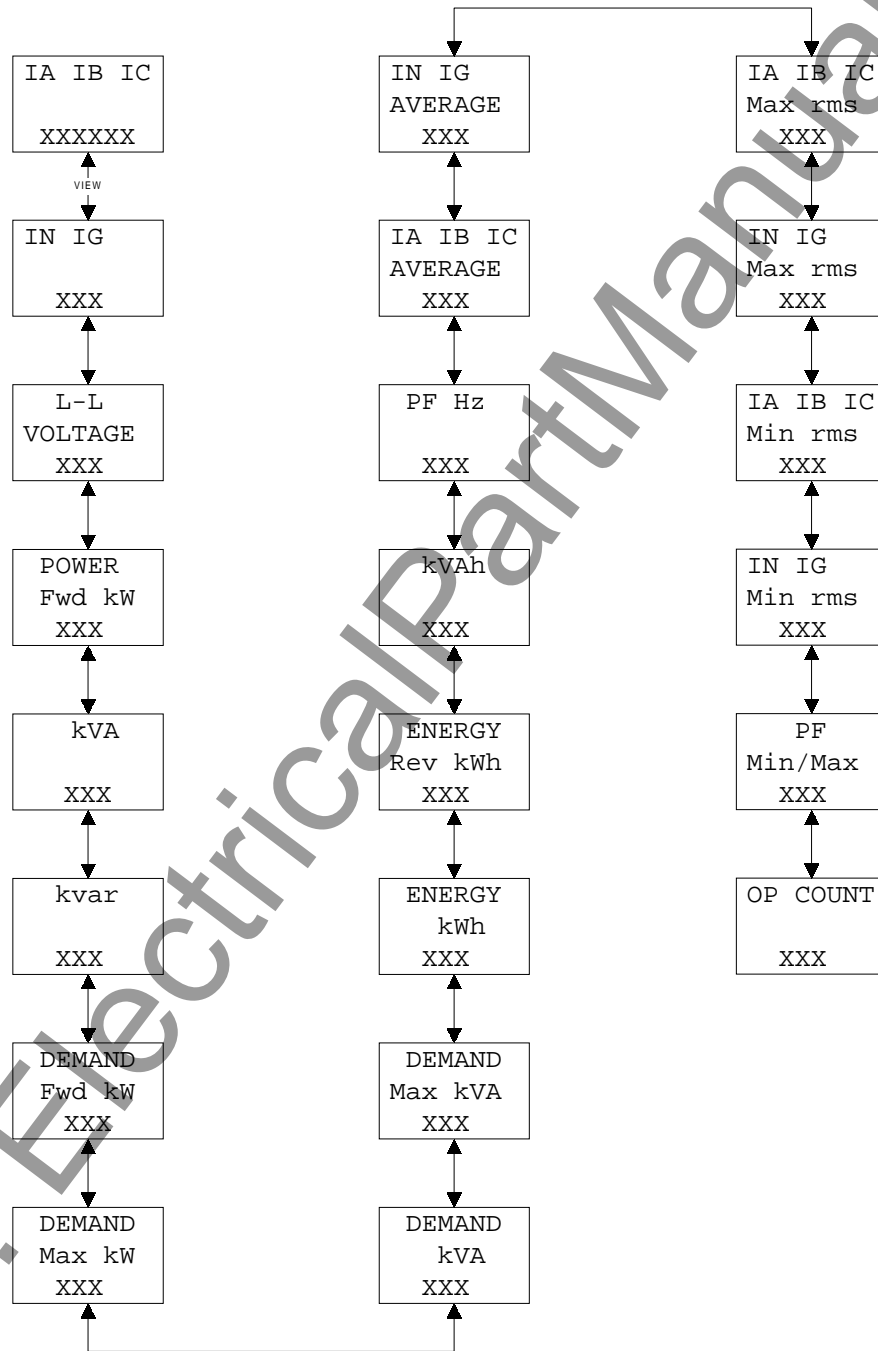 IA IB IC
XXXXXX
VIEW
IN IG
XXX
L-L
VOLTAGE
XXX
POWER
Fwd kW
XXX
kVA
XXX
kvar
XXX
DEMAND
Fwd kW
XXX
DEMAND
Max kW
XXX
IN IG
AVERAGE
XXX
IA IB IC
AVERAGE
XXX
PF Hz
XXX
kVAh
XXX
ENERGY
Rev kWh
XXX
ENERGY
kWh
XXX
DEMAND
Max kVA
XXX
DEMAND
kVA
XXX
IA IB IC
Max rms
XXX
IN IG
Max rms
XXX
IA IB IC
Min rms
XXX
IN IG
Min rms
XXX
PF
Min/Max
XXX
OP COUNT
XXX
. ElectricalPartManua